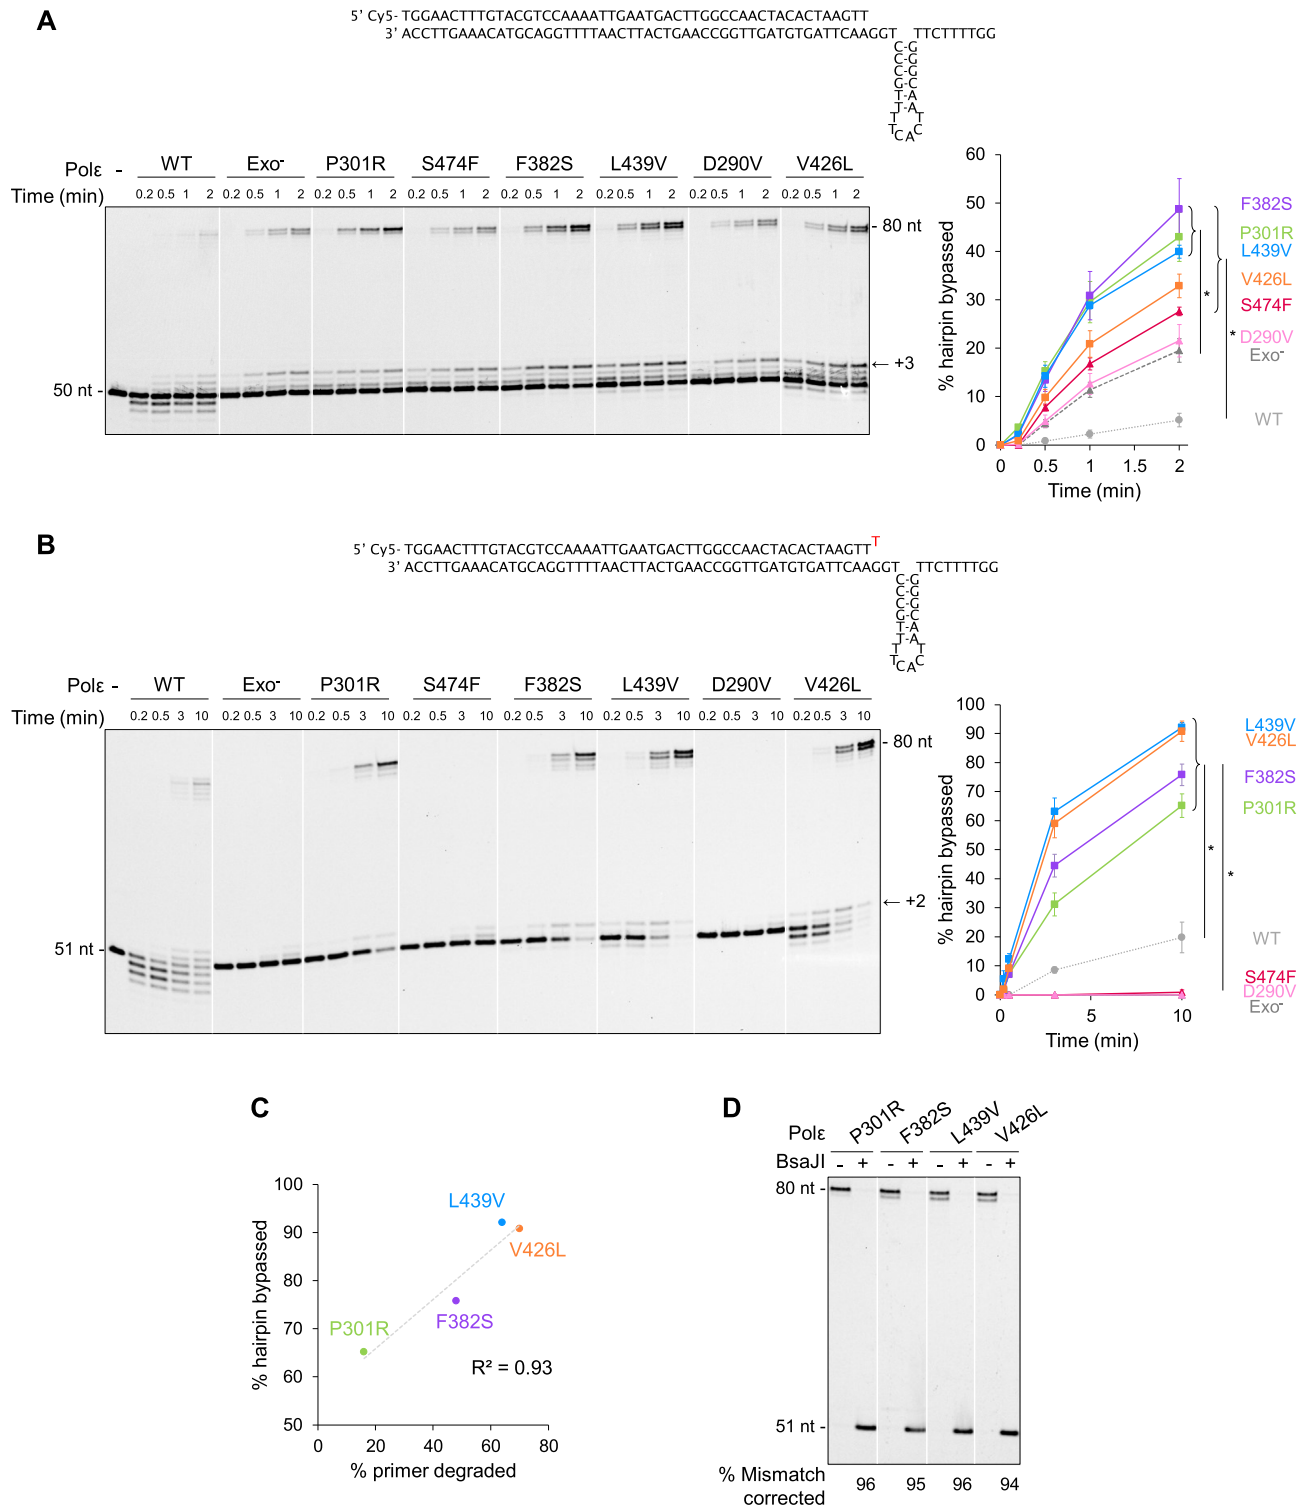 A
5' Cy5- TGGAACTTTGTACGTCCAAAATTGAATGACTTGGCCAACTACACTAAGTT
3' ACCTTGAAACATGCAGGTTTTAACTTACTGAACCGGTTGATGTGATTCAAGGT TTCTTTTGG
C-G
C-G
C-G
G-C
T-A
T-A
T T
T C
C A
Polε - WT Exo⁻ P301R S474F F382S L439V D290V V426L
Time (min) 0.2 0.5 1 2 0.2 0.5 1 2 0.2 0.5 1 2 0.2 0.5 1 2 0.2 0.5 1 2 0.2 0.5 1 2 0.2 0.5 1 2 0.2 0.5 1 2
- 80 nt
← +3
50 nt -
% hairpin bypassed
60
50
40
30
20
10
0
0 0.5 1 1.5 2
Time (min)
F382S
P301R
L439V
V426L
S474F
D290V
Exo⁻
WT
*
*
B
T
5' Cy5- TGGAACTTTGTACGTCCAAAATTGAATGACTTGGCCAACTACACTAAGTT
3' ACCTTGAAACATGCAGGTTTTAACTTACTGAACCGGTTGATGTGATTCAAGGT TTCTTTTGG
C-G
C-G
C-G
G-C
T-A
T-A
T T
T C
C A
Polε - WT Exo⁻ P301R S474F F382S L439V D290V V426L
Time (min) 0.2 0.5 3 10 0.2 0.5 3 10 0.2 0.5 3 10 0.2 0.5 3 10 0.2 0.5 3 10 0.2 0.5 3 10 0.2 0.5 3 10 0.2 0.5 3 10
- 80 nt
← +2
51 nt -
% hairpin bypassed
100
90
80
70
60
50
40
30
20
10
0
0 5 10
Time (min)
L439V
V426L
F382S
P301R
WT
S474F
D290V
Exo⁻
*
*
C
% hairpin bypassed
100
90
80
70
60
50
0 20 40 60 80
% primer degraded
L439V
V426L
F382S
P301R
R² = 0.93
D
Polε P301R F382S L439V V426L
BsaJI - + - + - + - +
80 nt -
51 nt -
% Mismatch
corrected
96 95 96 94